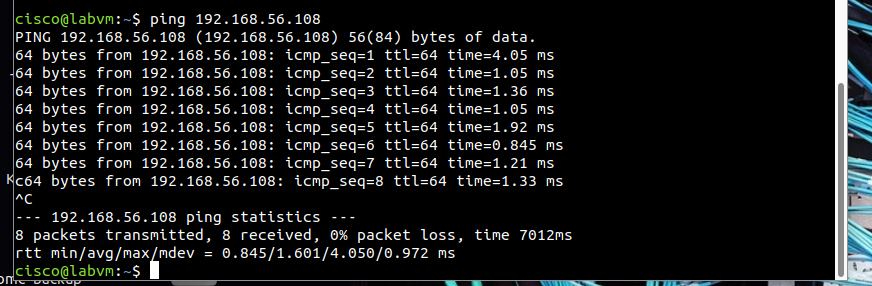 cisco@labvm:~$ ping 192.168.56.108
PING 192.168.56.108 (192.168.56.108) 56(84) bytes of data.
64 bytes from 192.168.56.108: icmp_seq=1 ttl=64 time=4.05 ms
64 bytes from 192.168.56.108: icmp_seq=2 ttl=64 time=1.05 ms
64 bytes from 192.168.56.108: icmp_seq=3 ttl=64 time=1.36 ms
64 bytes from 192.168.56.108: icmp_seq=4 ttl=64 time=1.05 ms
64 bytes from 192.168.56.108: icmp_seq=5 ttl=64 time=1.92 ms
64 bytes from 192.168.56.108: icmp_seq=6 ttl=64 time=0.845 ms
64 bytes from 192.168.56.108: icmp_seq=7 ttl=64 time=1.21 ms
c64 bytes from 192.168.56.108: icmp_seq=8 ttl=64 time=1.33 ms
^C
--- 192.168.56.108 ping statistics ---
8 packets transmitted, 8 received, 0% packet loss, time 7012ms
rtt min/avg/max/mdev = 0.845/1.601/4.050/0.972 ms
cisco@labvm:~$